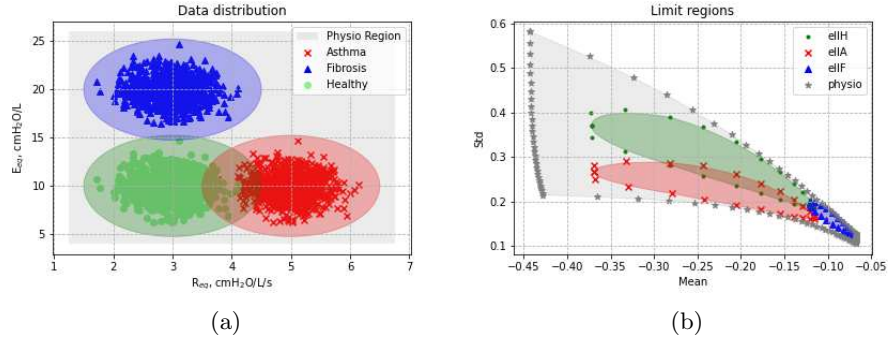 Data distribution
Physio Region
Asthma
Fibrosis
Healthy
25
20
15
10
5
E_eq, cmH₂O/L
1 2 3 4 5 6 7
R_eq, cmH₂O/L/s
(a)
Limit regions
ellH
ellA
ellF
physio
0.6
0.5
0.4
0.3
0.2
0.1
Std
−0.45 −0.40 −0.35 −0.30 −0.25 −0.20 −0.15 −0.10 −0.05
Mean
(b)